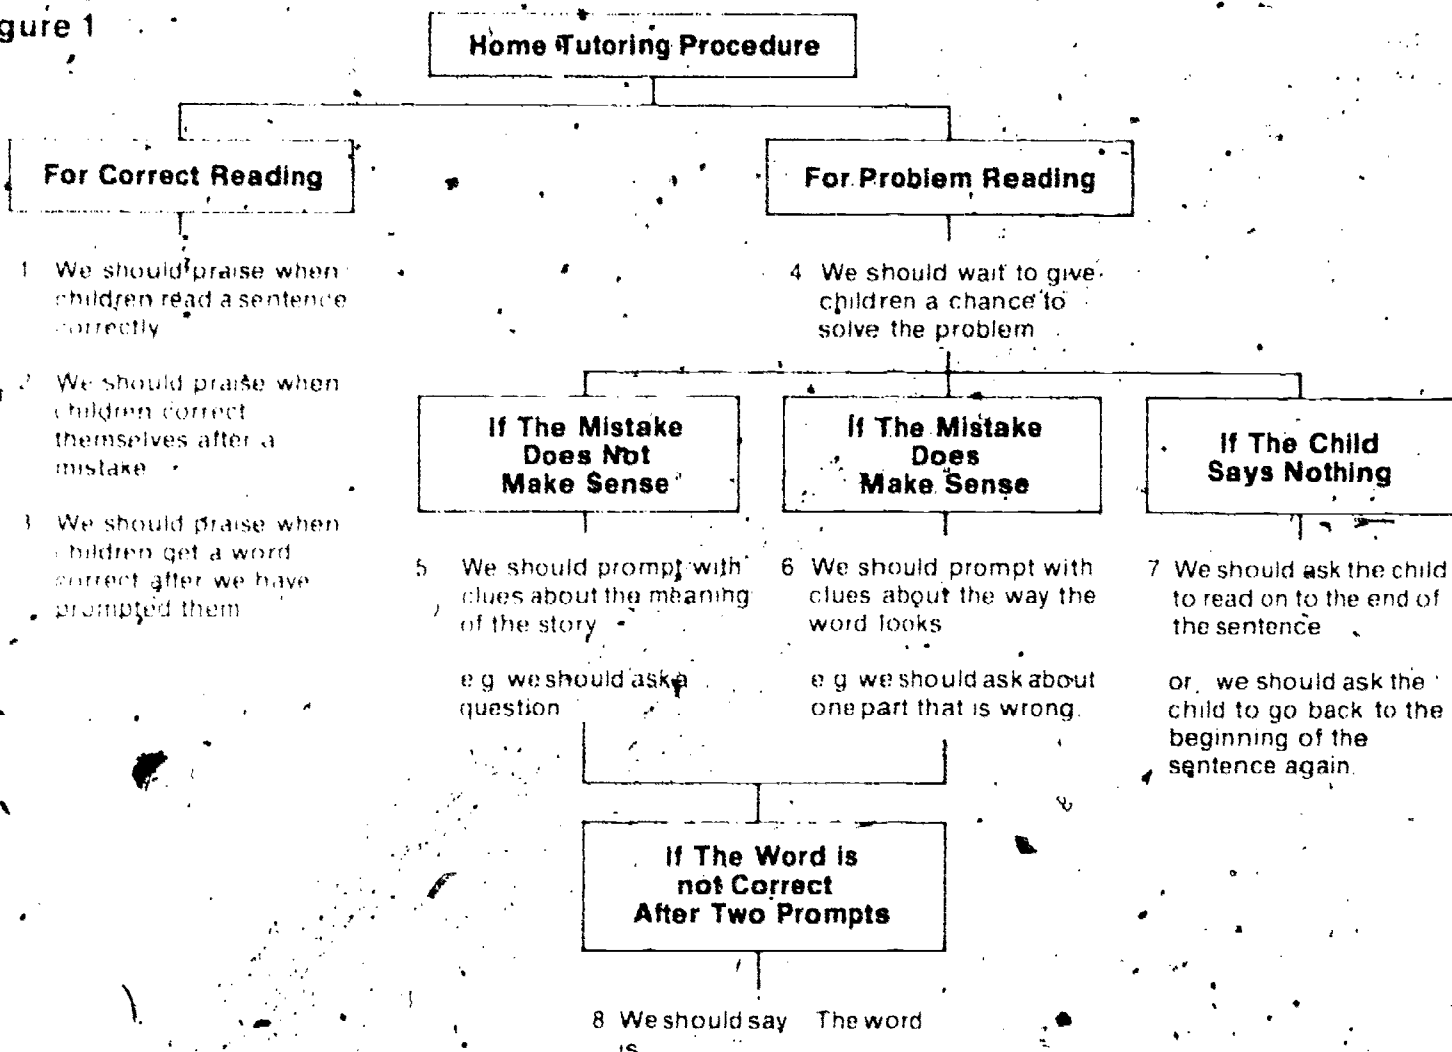 gure 1
Home Tutoring Procedure
For Correct Reading
1 We should praise when
children read a sentence
correctly
2 We should praise when
children correct
themselves after a
mistake
3 We should praise when
children get a word
correct after we have
prompted them
For Problem Reading
4 We should wait to give
children a chance to
solve the problem
If The Mistake
Does Not
Make Sense
5 We should prompt with
clues about the meaning
of the story
e g we should ask a
question
If The Mistake
Does
Make Sense
6 We should prompt with
clues about the way the
word looks
e g we should ask about
one part that is wrong.
If The Child
Says Nothing
7 We should ask the child
to read on to the end of
the sentence
or, we should ask the
child to go back to the
beginning of the
sentence again.
If The Word is
not Correct
After Two Prompts
8 We should say The word
is